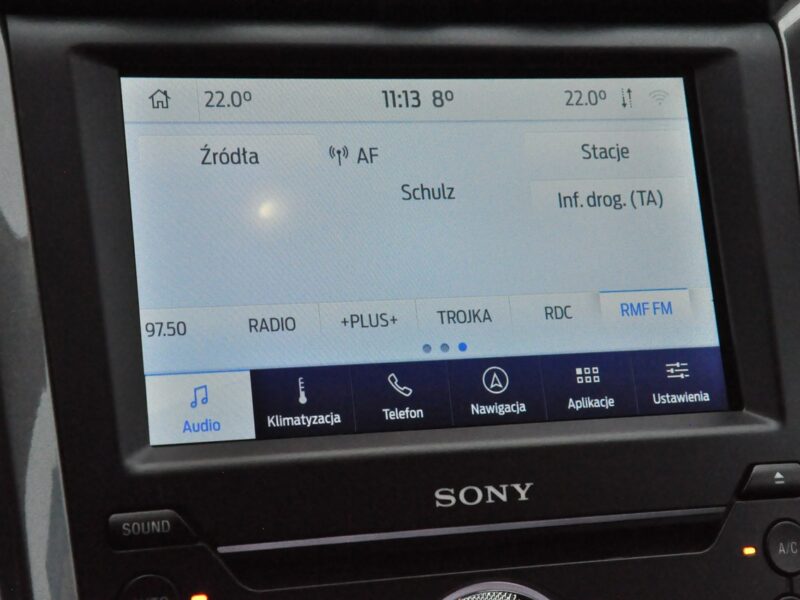 22.0° 11:13 8° 22.0°
Źródła AF Stacje
Schulz
Inf. drog. (TA)
97.50 RADIO +PLUS+ TROJKA RDC RMF FM
Audio Klimatyzacja Telefon Nawigacja Aplikacje Ustawienia
SONY
SOUND
A/C
AUTO